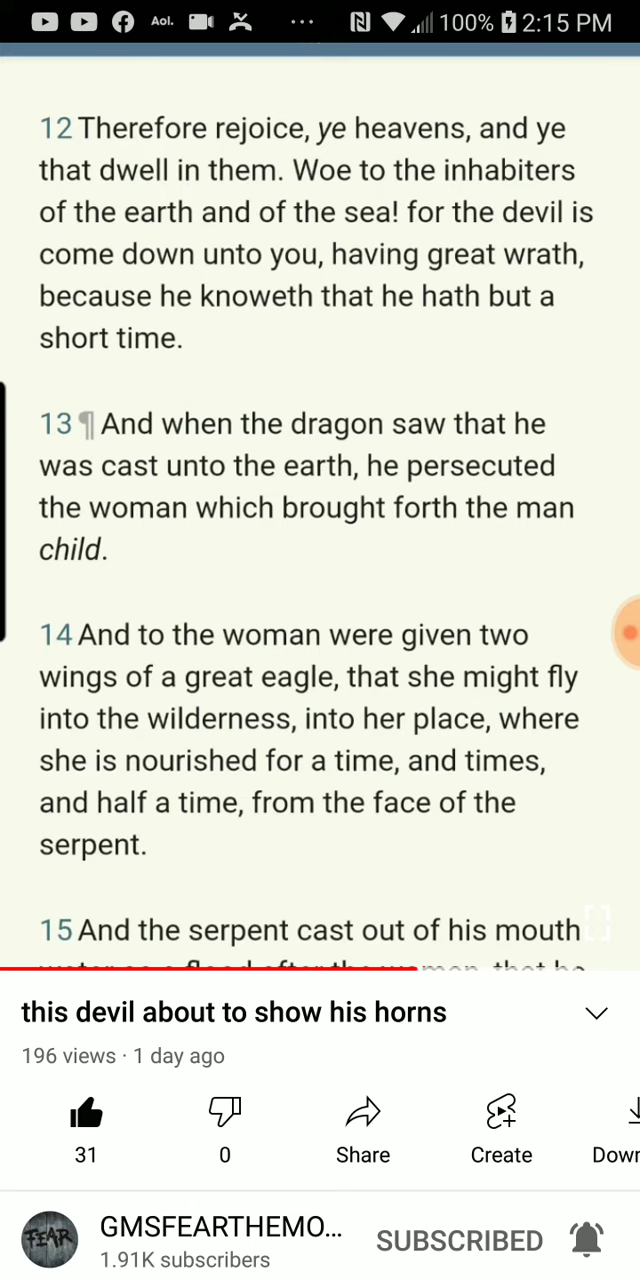 Aol. ... 100% 2:15 PM
12 Therefore rejoice, ye heavens, and ye
that dwell in them. Woe to the inhabiters
of the earth and of the sea! for the devil is
come down unto you, having great wrath,
because he knoweth that he hath but a
short time.
13 ¶ And when the dragon saw that he
was cast unto the earth, he persecuted
the woman which brought forth the man
child.
14 And to the woman were given two
wings of a great eagle, that she might fly
into the wilderness, into her place, where
she is nourished for a time, and times,
and half a time, from the face of the
serpent.
15 And the serpent cast out of his mouth
this devil about to show his horns
196 views · 1 day ago
31 0 Share Create Down
FEAR
GMSFEARTHEMO... SUBSCRIBED
1.91K subscribers